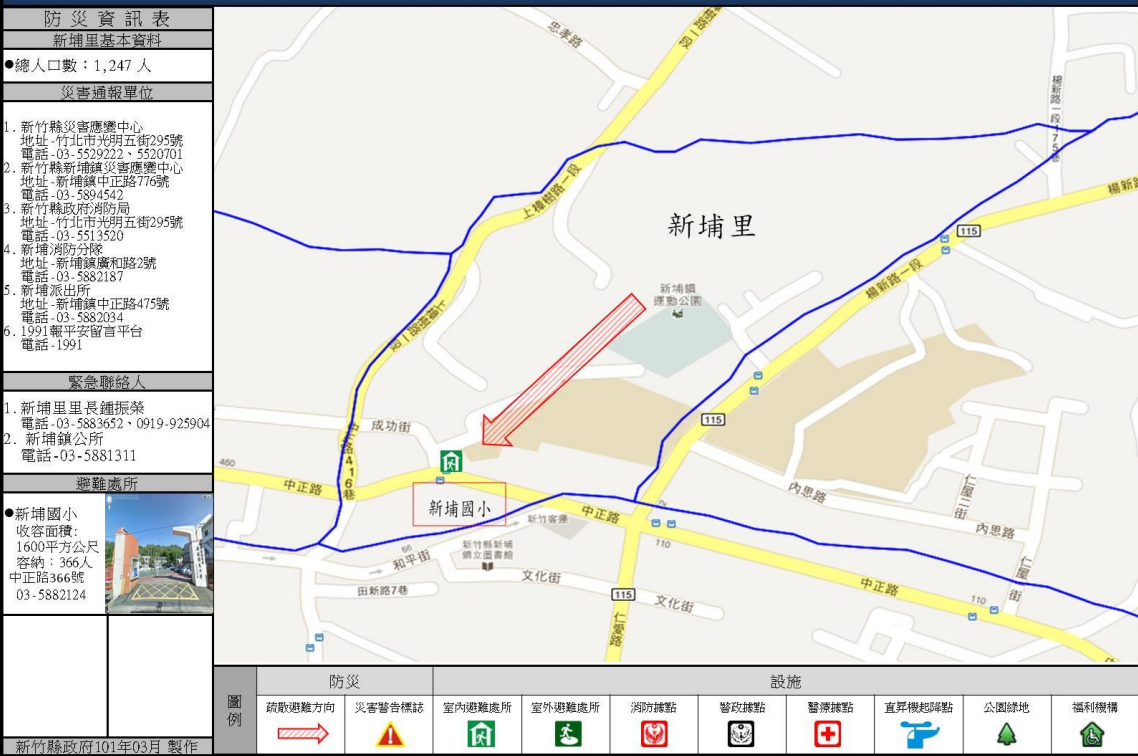 防災資訊表
新埔里基本資料
●總人口數：1,247 人
災害通報單位
1. 新竹縣災害應變中心
地址-竹北市光明五街295號
電話-03-5529222、5520701
2. 新竹縣新埔鎮災害應變中心
地址-新埔鎮中正路776號
電話-03-5894542
3. 新竹縣政府消防局
地址-竹北市光明五街295號
電話-03-5513520
4. 新埔消防分隊
地址-新埔鎮廣和路2號
電話-03-5882187
5. 新埔派出所
地址-新埔鎮中正路475號
電話-03-5882034
6. 1991報平安留言平台
電話-1991
緊急聯絡人
1. 新埔里里長鍾振榮
電話-03-5883652、0919-925904
2. 新埔鎮公所
電話-03-5881311
避難處所
●新埔國小
收容面積：
1600平方公尺
容納：366人
中正路366號
03-5882124
新竹縣政府101年03月 製作
忠孝路
上樟樹路一段
楊新路一段175巷
楊新路
上樟樹路一段
新埔里
115
楊新路一段
新埔鎮
運動公園
上樟樹路一段
115
成功街
中正路416巷
460
中正路
新埔國小
新竹客運
中正路
2
110
內思路
仁屋二街
內思路
66
和平街
新竹縣新埔
鎮立圖書館
文化街
田新路7巷
115
文化街
仁愛路
中正路
110
仁屋街
圖例
防災
設施
疏散避難方向
災害警告標誌
室內避難處所
室外避難處所
消防據點
警政據點
醫療據點
直昇機起降點
公園綠地
福利機構